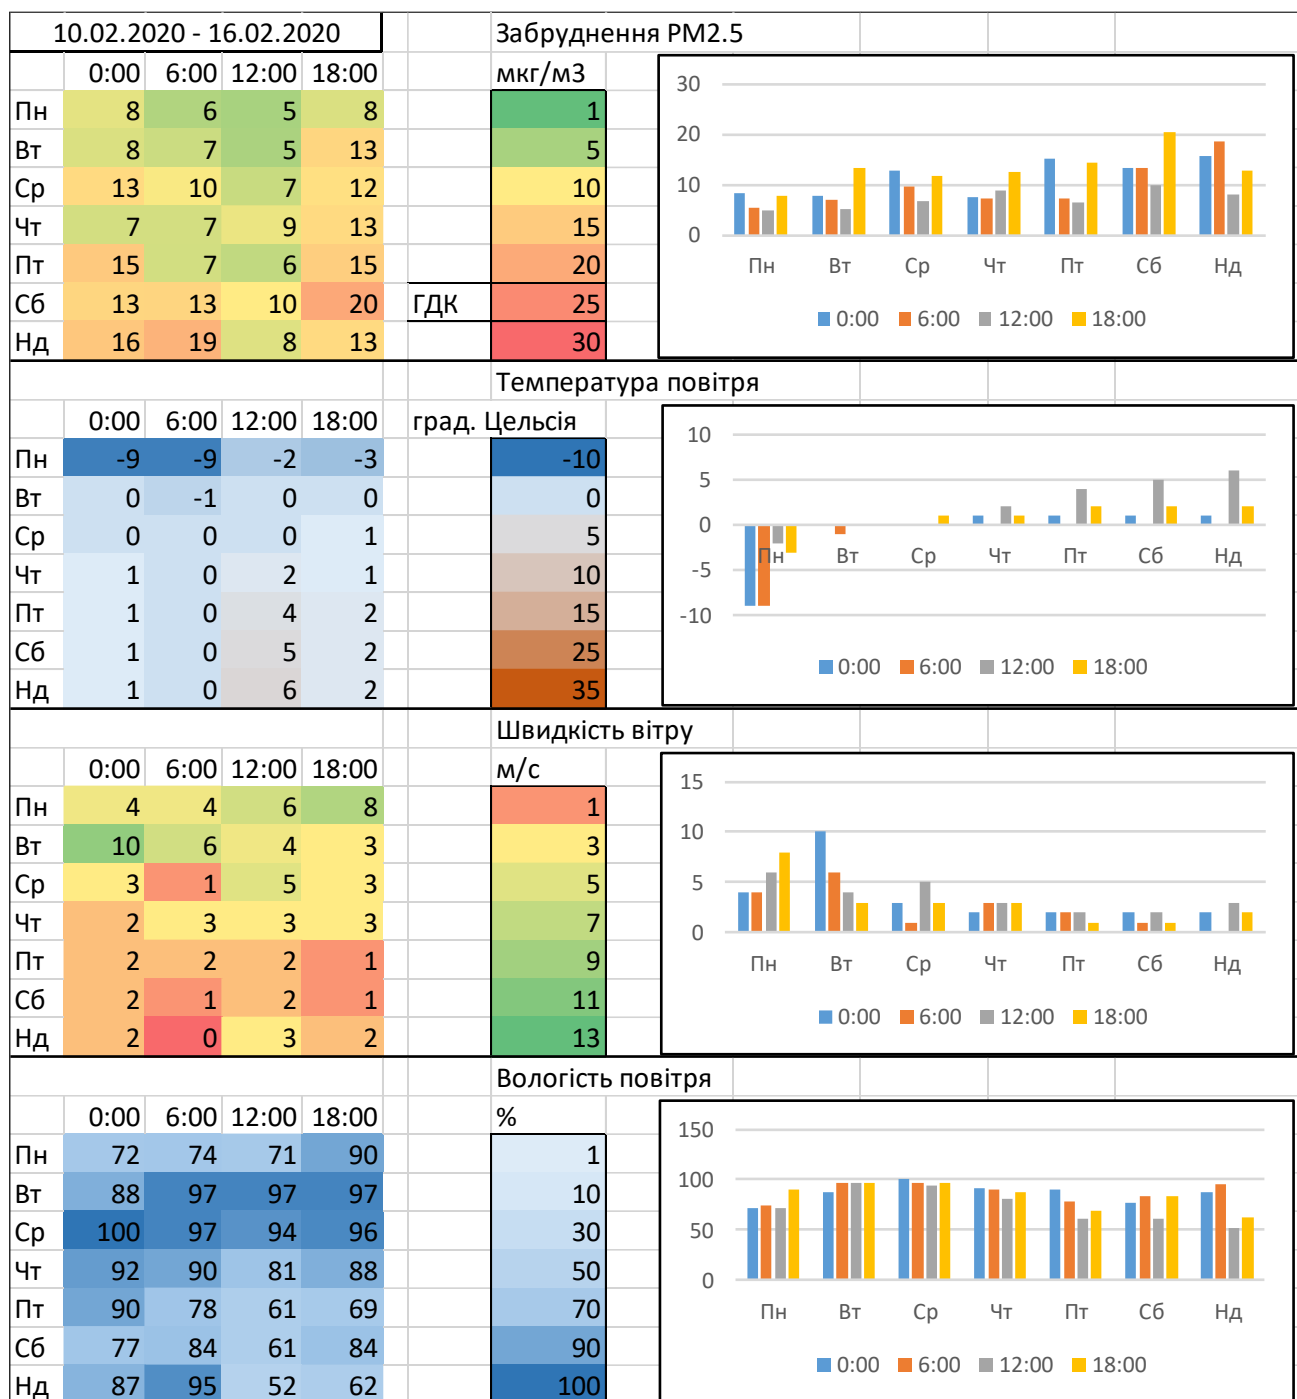 10.02.2020 - 16.02.2020 Забруднення PM2.5
0:00 6:00 12:00 18:00 мкг/м3
Пн 8 6 5 8 1
Вт 8 7 5 13 5
Ср 13 10 7 12 10
Чт 7 7 9 13 15
Пт 15 7 6 15 20
Сб 13 13 10 20 ГДК 25
Нд 16 19 8 13 30
30
20
10
0
Пн Вт Ср Чт Пт Сб Нд
0:00 6:00 12:00 18:00
Температура повітря
0:00 6:00 12:00 18:00 град. Цельсія
Пн -9 -9 -2 -3 -10
Вт 0 -1 0 0 0
Ср 0 0 0 1 5
Чт 1 0 2 1 10
Пт 1 0 4 2 15
Сб 1 0 5 2 25
Нд 1 0 6 2 35
10
5
0
Пн Вт Ср Чт Пт Сб Нд
-5
-10
0:00 6:00 12:00 18:00
Швидкість вітру
0:00 6:00 12:00 18:00 м/с
Пн 4 4 6 8 1
Вт 10 6 4 3 3
Ср 3 1 5 3 5
Чт 2 3 3 3 7
Пт 2 2 2 1 9
Сб 2 1 2 1 11
Нд 2 0 3 2 13
15
10
5
0
Пн Вт Ср Чт Пт Сб Нд
0:00 6:00 12:00 18:00
Вологість повітря
0:00 6:00 12:00 18:00 %
Пн 72 74 71 90 1
Вт 88 97 97 97 10
Ср 100 97 94 96 30
Чт 92 90 81 88 50
Пт 90 78 61 69 70
Сб 77 84 61 84 90
Нд 87 95 52 62 100
150
100
50
0
Пн Вт Ср Чт Пт Сб Нд
0:00 6:00 12:00 18:00